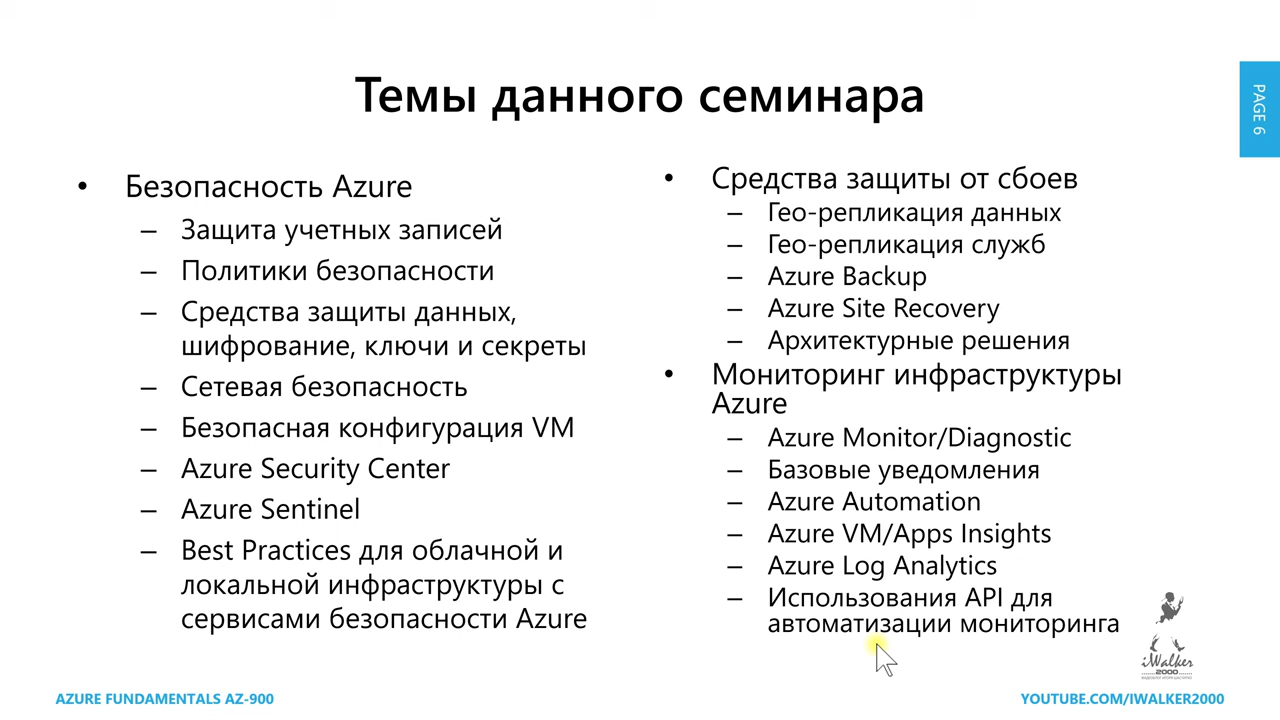 Темы данного семинара
PAGE 6
• Безопасность Azure
– Защита учетных записей
– Политики безопасности
– Средства защиты данных,
шифрование, ключи и секреты
– Сетевая безопасность
– Безопасная конфигурация VM
– Azure Security Center
– Azure Sentinel
– Best Practices для облачной и
локальной инфраструктуры с
сервисами безопасности Azure
• Средства защиты от сбоев
– Гео-репликация данных
– Гео-репликация служб
– Azure Backup
– Azure Site Recovery
– Архитектурные решения
• Мониторинг инфраструктуры
Azure
– Azure Monitor/Diagnostic
– Базовые уведомления
– Azure Automation
– Azure VM/Apps Insights
– Azure Log Analytics
– Использования API для
автоматизации мониторинга
iWalker
2000
AZURE FUNDAMENTALS AZ-900
YOUTUBE.COM/IWALKER2000